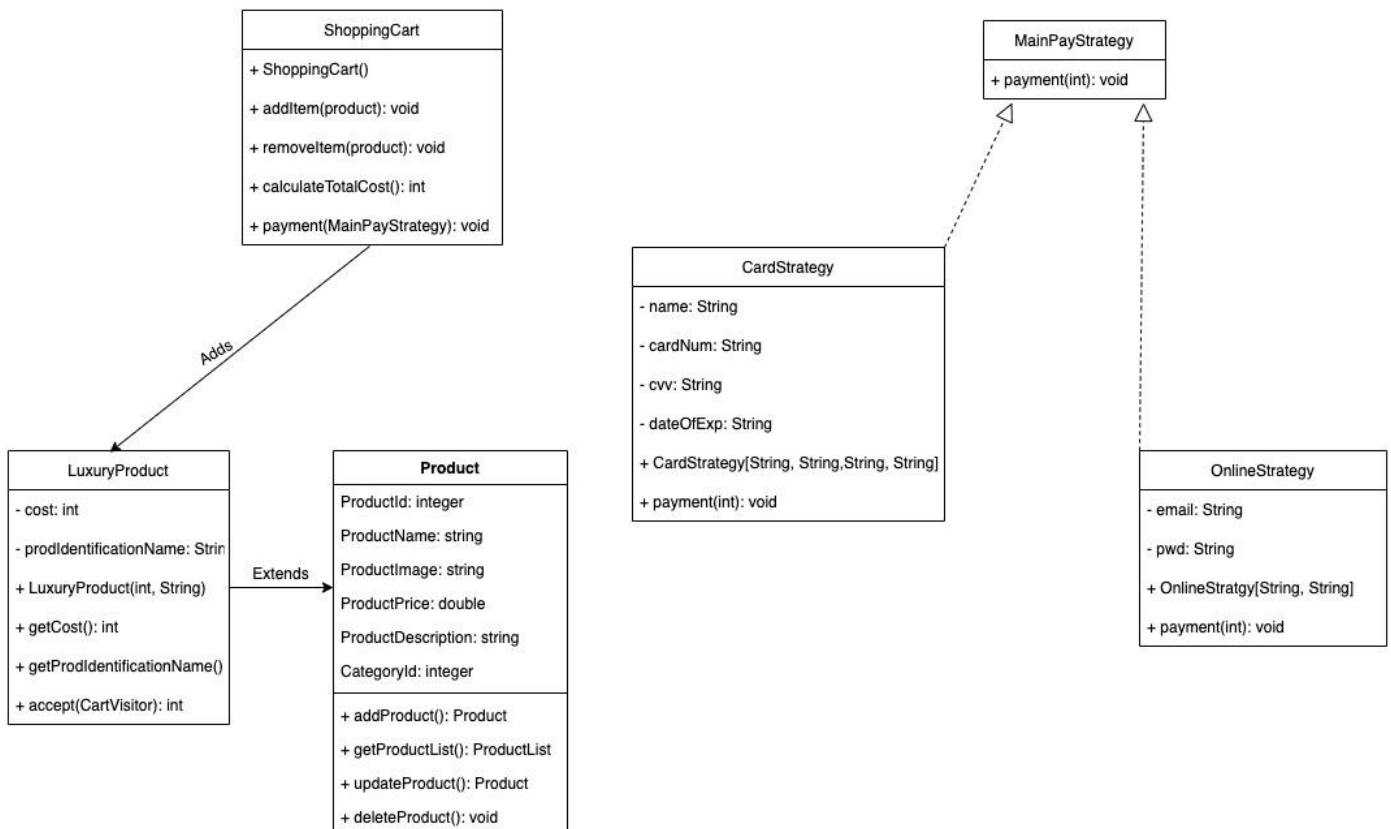 ShoppingCart
+ ShoppingCart()
+ addItem(product): void
+ removeItem(product): void
+ calculateTotalCost(): int
+ payment(MainPayStrategy): void
MainPayStrategy
+ payment(int): void
CardStrategy
- name: String
- cardNum: String
- cvv: String
- dateOfExp: String
+ CardStrategy[String, String,String, String]
+ payment(int): void
Adds
LuxuryProduct
- cost: int
- prodIdentificationName: Strin
+ LuxuryProduct(int, String)
+ getCost(): int
+ getProdIdentificationName()
+ accept(CartVisitor): int
Extends
Product
ProductId: integer
ProductName: string
ProductImage: string
ProductPrice: double
ProductDescription: string
CategoryId: integer
+ addProduct(): Product
+ getProductList(): ProductList
+ updateProduct(): Product
+ deleteProduct(): void
OnlineStrategy
- email: String
- pwd: String
+ OnlineStratgy[String, String]
+ payment(int): void